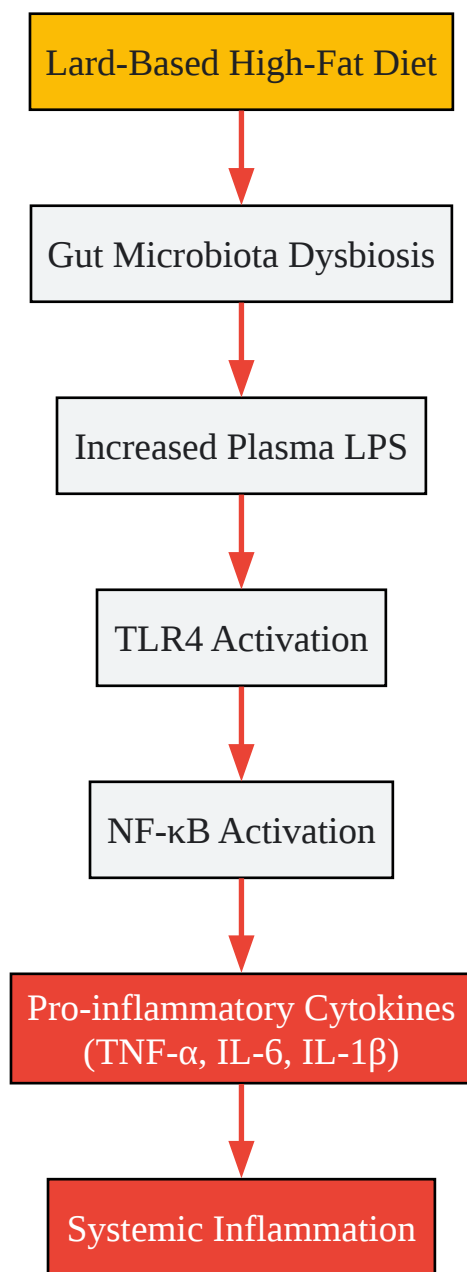 Lard-Based High-Fat Diet
Gut Microbiota Dysbiosis
Increased Plasma LPS
TLR4 Activation
NF-κB Activation
Pro-inflammatory Cytokines
(TNF-α, IL-6, IL-1β)
Systemic Inflammation